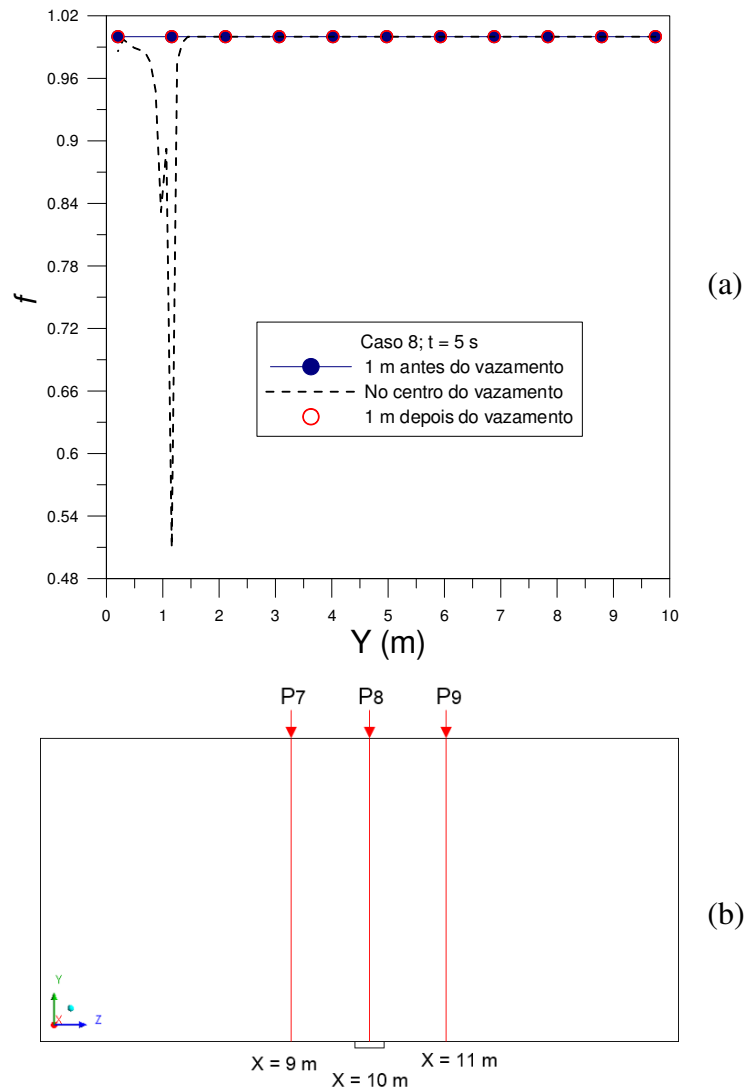 1.02
0.96
0.9
0.84
0.78
0.72
0.66
0.6
0.54
0.48
f
(a)
Caso 8; t = 5 s
1 m antes do vazamento
No centro do vazamento
1 m depois do vazamento
0 1 2 3 4 5 6 7 8 9 10
Y (m)
P7 P8 P9
(b)
Y
X Z
X = 9 m X = 11 m
X = 10 m